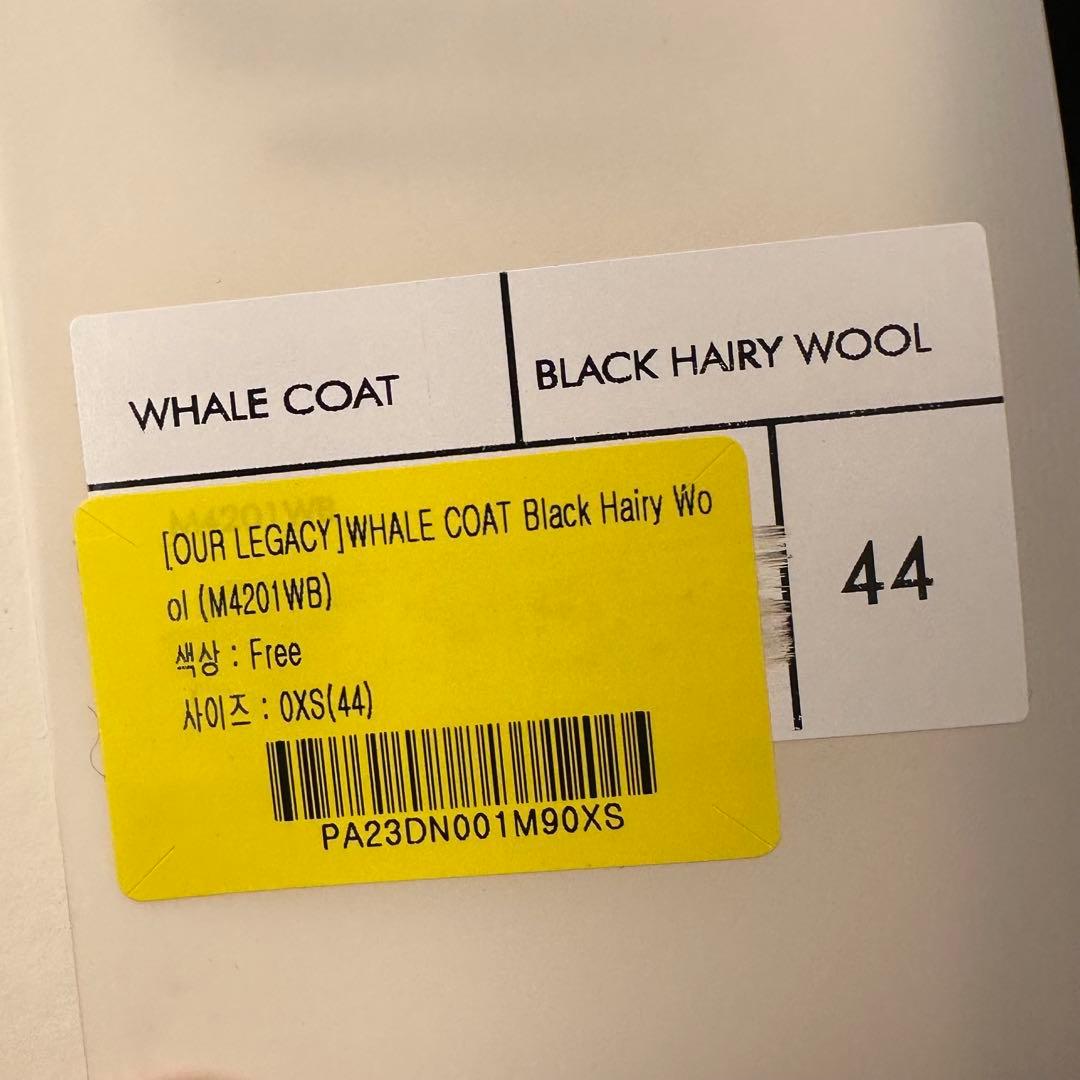 WHALE COAT
BLACK HAIRY WOOL
44
M4201WB
[OUR LEGACY]WHALE COAT Black Hairy Wo
ol (M4201WB)
색상 : Free
사이즈 : 0XS(44)
PA23DN001M90XS